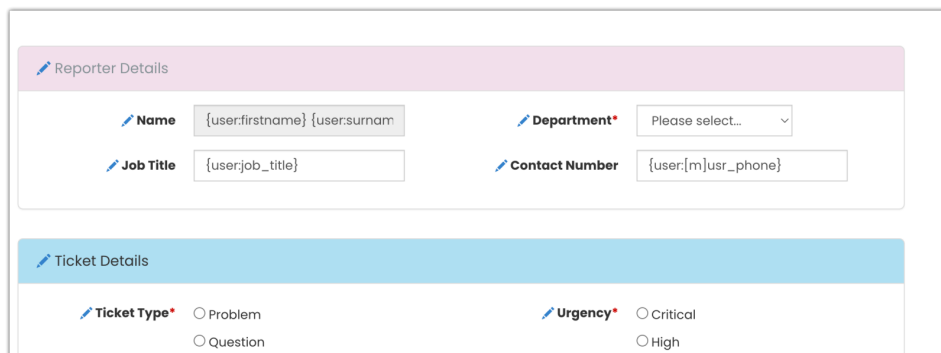 Reporter Details
Name {user:firstname} {user:surnam Department* Please select...
Job Title {user:job_title} Contact Number {user:[m]usr_phone}
Ticket Details
Ticket Type* Problem Urgency* Critical
Question High